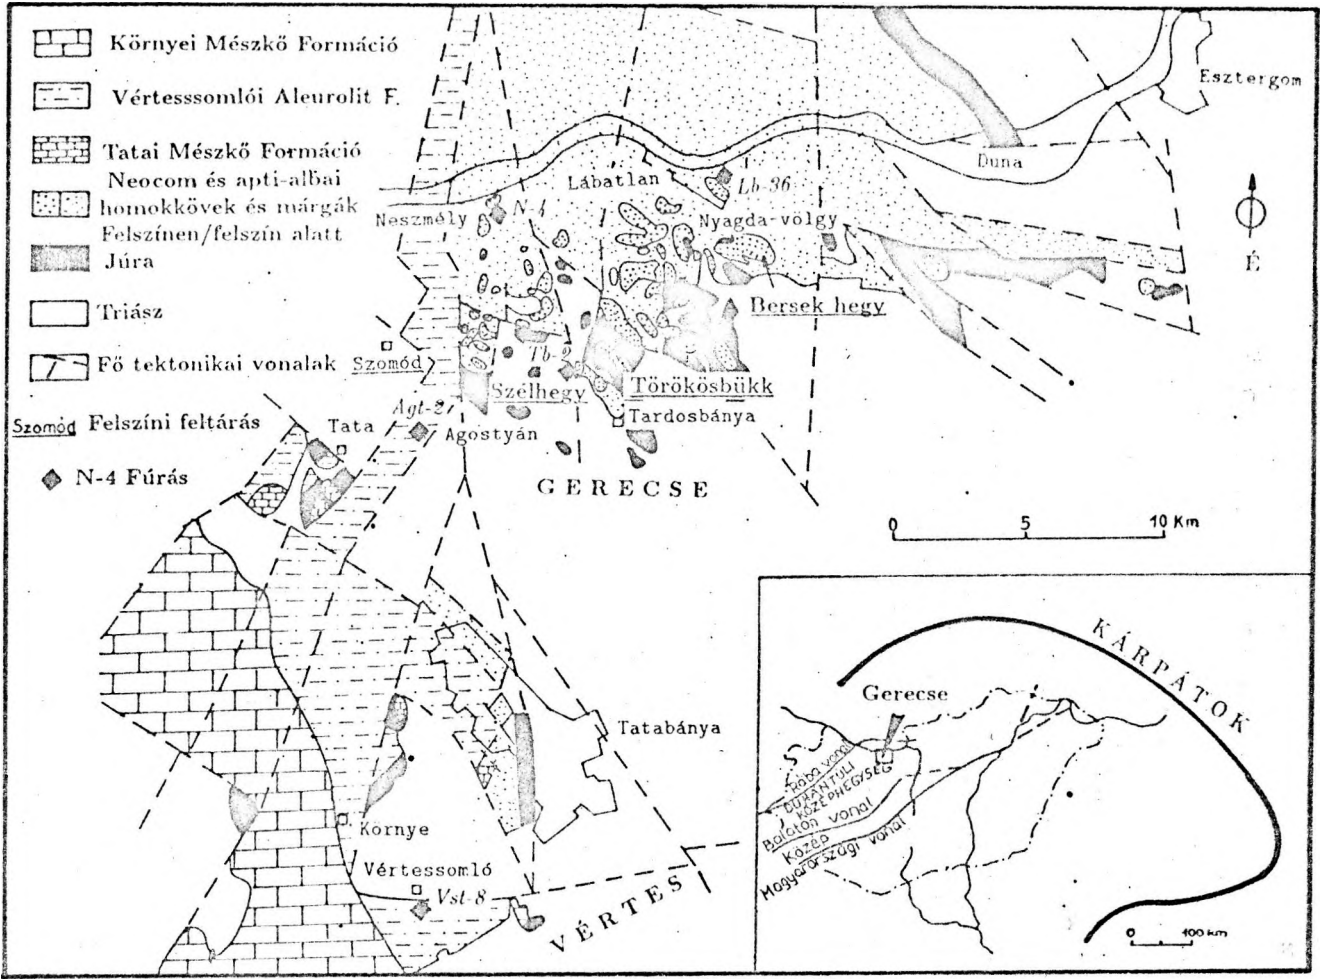 Környei Mészkő Formáció
Vértesssomlói Aleurolit F.
Tatai Mészkő Formáció
Neocom és apti-albai
homokkövek és márgák
Felszínen/felszín alatt
Júra
Triász
Fő tektonikai vonalak
Szomód Felszíni feltárás
N-4 Fúrás
Esztergom
Duna
Lábatlan
Lb-36
Neszmély
N-4
Nyagda-völgy
É
Bersek hegy
Szomód
Tb-2
Szélhegy
Törökösbükk
Agt-2
Tardosbánya
Tata
Agostyán
GERECSE
0 5 10 Km
Tatabánya
Környe
Vértessomló
Vst-8
VÉRTES
KÁRPÁTOK
Gerecse
Rába vonal
DUNÁNTÚLI
KÖZÉPHEGYSÉG
Balaton vonal
Közép
Magyarországi vonal
0 100 km